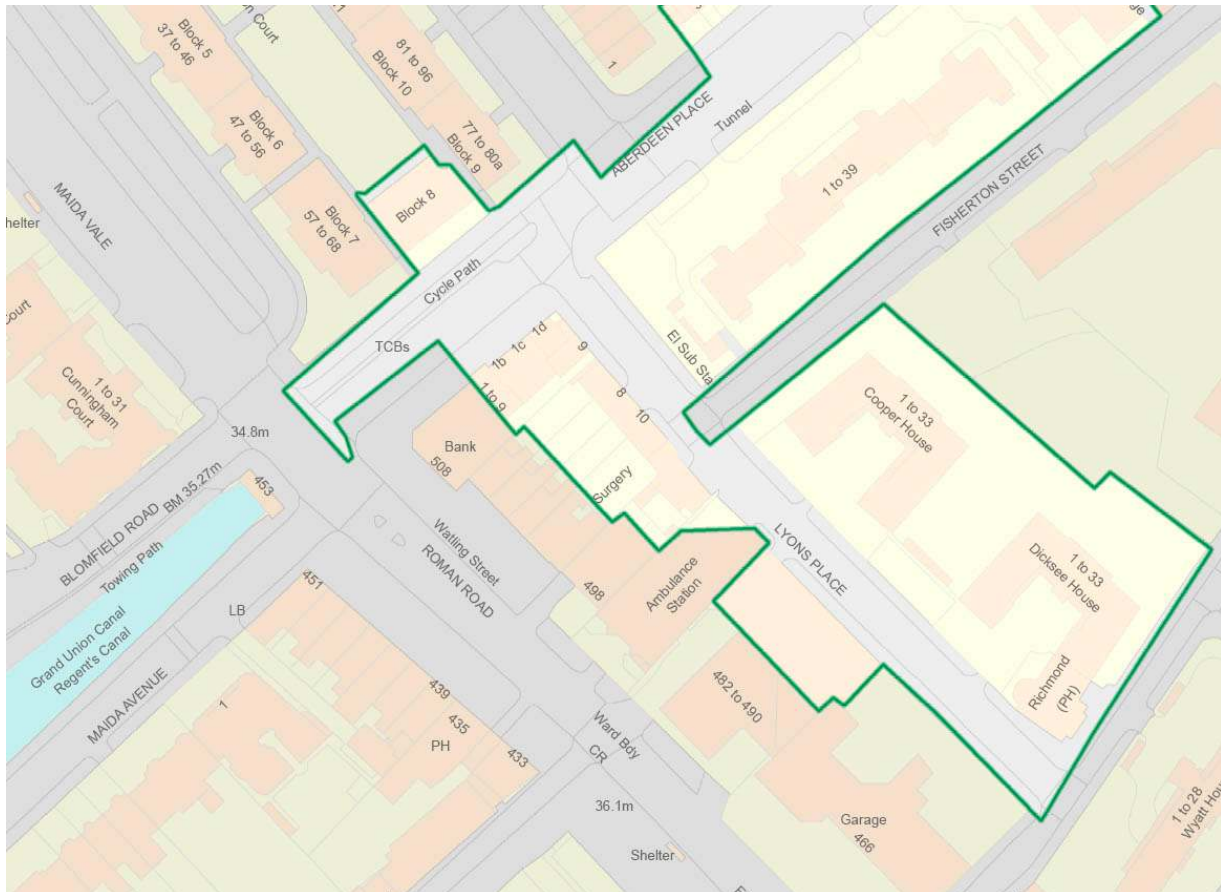 Block 5
37 to 46
Court
81 to 96
Block 10
1
Block 6
47 to 56
77 to 80a
Block 9
ABERDEEN PLACE
Tunnel
1 to 39
FISHERTON STREET
MAIDA VALE
Shelter
Block 7
57 to 68
Block 8
Cycle Path
TCBs
1b
1c
1d
9
8
10
1 to 9
El Sub Sta
1 to 33
Cooper House
Court
1 to 31
Cunningham
Court
34.8m
Bank
508
Surgery
453
BLOMFIELD ROAD
BM 35.27m
Towing Path
Grand Union Canal
Regent's Canal
Watling Street
ROMAN ROAD
498
Ambulance
Station
LYONS PLACE
1 to 33
Dicksee House
Richmond
(PH)
451
LB
MAIDA AVENUE
1
439
435
PH
433
482 to 490
Ward Bdy
CR
36.1m
Garage
466
Shelter
1 to 28